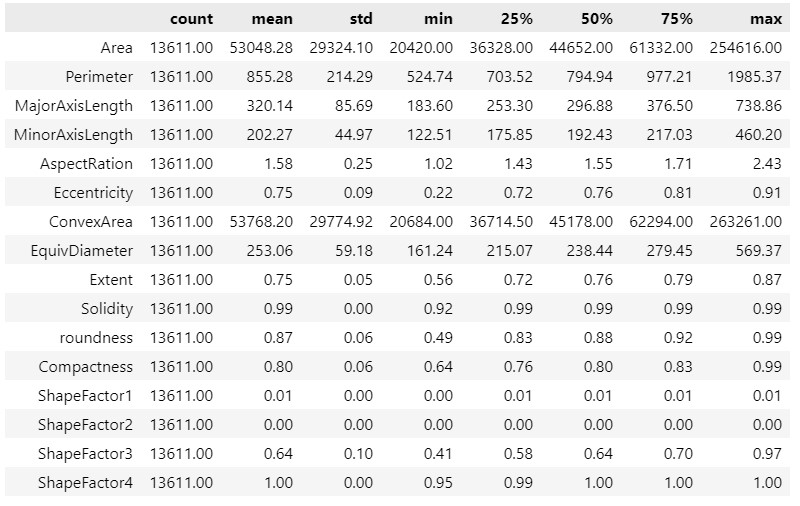 count mean std min 25% 50% 75% max
Area 13611.00 53048.28 29324.10 20420.00 36328.00 44652.00 61332.00 254616.00
Perimeter 13611.00 855.28 214.29 524.74 703.52 794.94 977.21 1985.37
MajorAxisLength 13611.00 320.14 85.69 183.60 253.30 296.88 376.50 738.86
MinorAxisLength 13611.00 202.27 44.97 122.51 175.85 192.43 217.03 460.20
AspectRation 13611.00 1.58 0.25 1.02 1.43 1.55 1.71 2.43
Eccentricity 13611.00 0.75 0.09 0.22 0.72 0.76 0.81 0.91
ConvexArea 13611.00 53768.20 29774.92 20684.00 36714.50 45178.00 62294.00 263261.00
EquivDiameter 13611.00 253.06 59.18 161.24 215.07 238.44 279.45 569.37
Extent 13611.00 0.75 0.05 0.56 0.72 0.76 0.79 0.87
Solidity 13611.00 0.99 0.00 0.92 0.99 0.99 0.99 0.99
roundness 13611.00 0.87 0.06 0.49 0.83 0.88 0.92 0.99
Compactness 13611.00 0.80 0.06 0.64 0.76 0.80 0.83 0.99
ShapeFactor1 13611.00 0.01 0.00 0.00 0.01 0.01 0.01 0.01
ShapeFactor2 13611.00 0.00 0.00 0.00 0.00 0.00 0.00 0.00
ShapeFactor3 13611.00 0.64 0.10 0.41 0.58 0.64 0.70 0.97
ShapeFactor4 13611.00 1.00 0.00 0.95 0.99 1.00 1.00 1.00